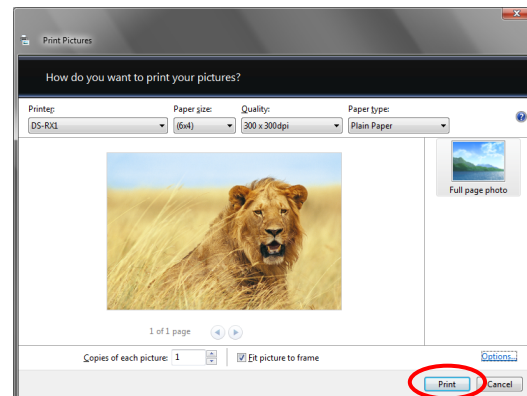 Print Pictures
How do you want to print your pictures?
Printer: Paper size: Quality: Paper type:
DS-RX1 (6x4) 300 x 300dpi Plain Paper
?
Full page photo
1 of 1 page
Copies of each picture: 1 Fit picture to frame Options...
Print Cancel